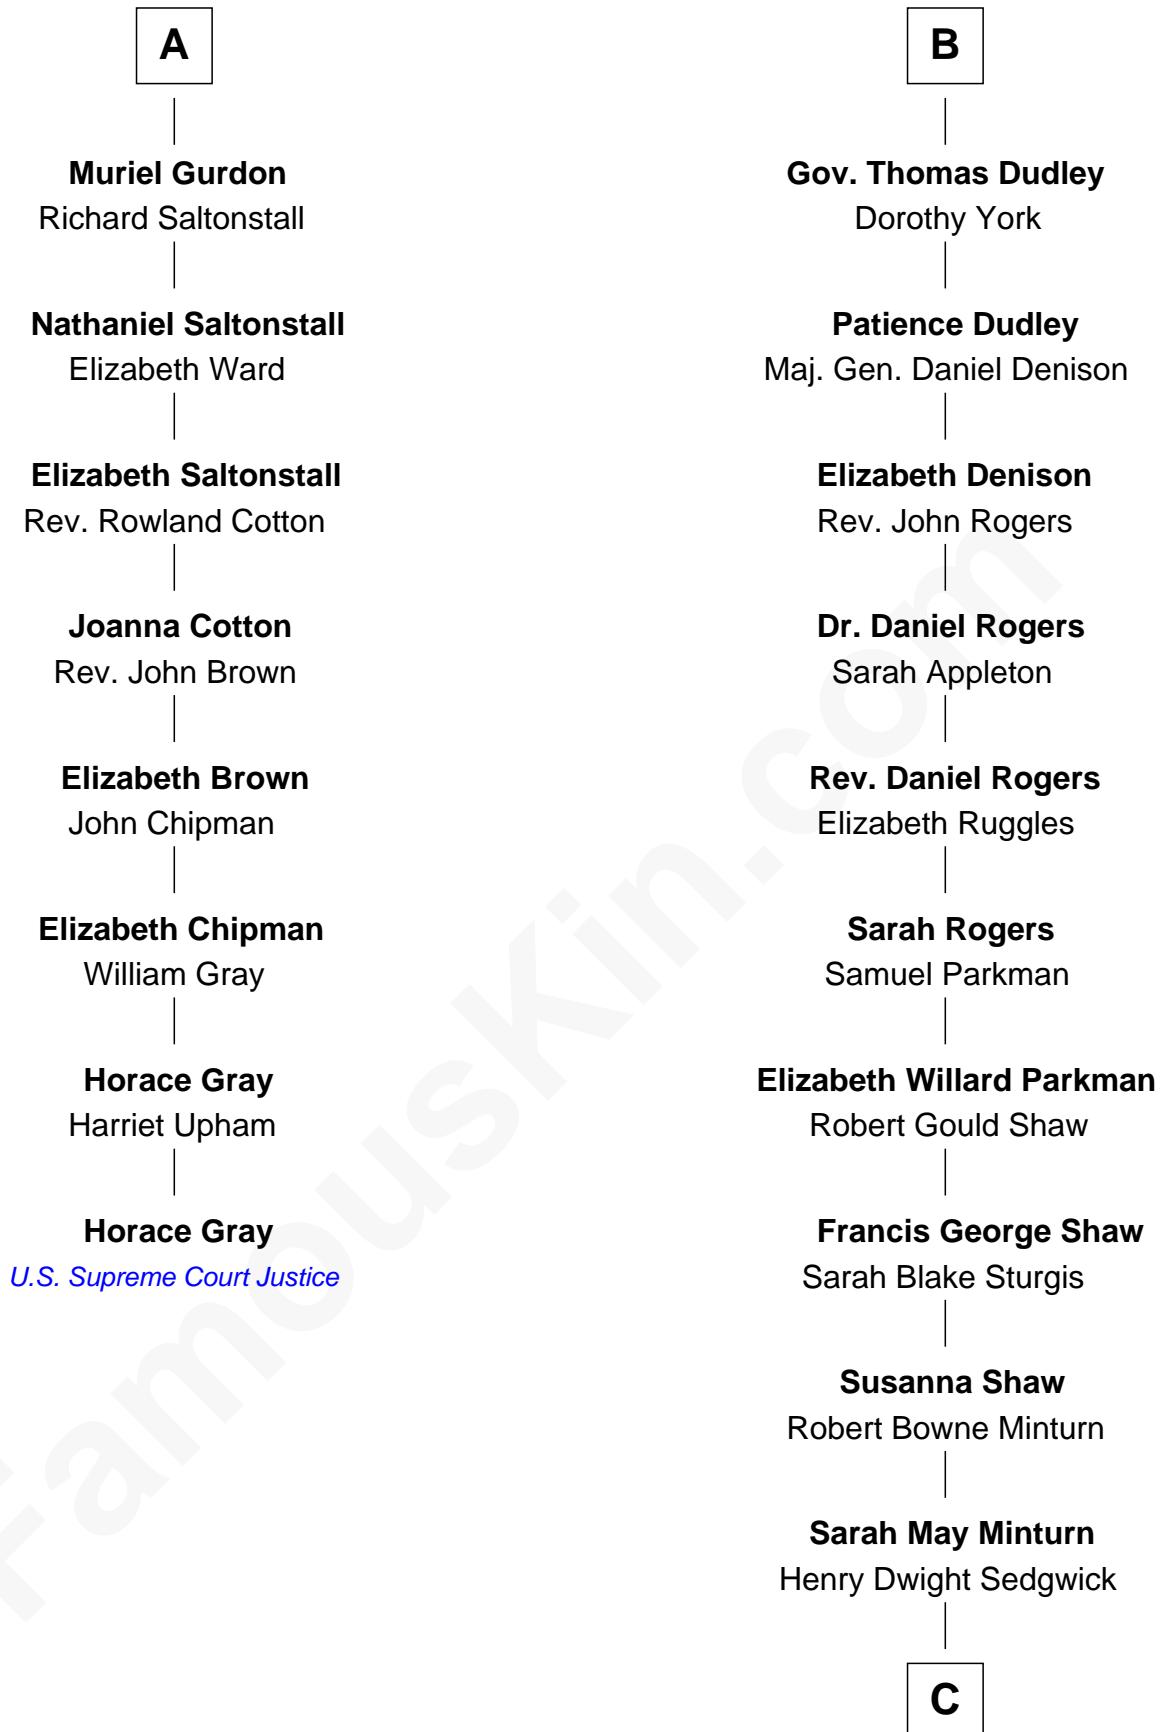 A
Muriel Gurdon
Richard Saltonstall
Nathaniel Saltonstall
Elizabeth Ward
Elizabeth Saltonstall
Rev. Rowland Cotton
Joanna Cotton
Rev. John Brown
Elizabeth Brown
John Chipman
Elizabeth Chipman
William Gray
Horace Gray
Harriet Upham
Horace Gray
U.S. Supreme Court Justice
B
Gov. Thomas Dudley
Dorothy York
Patience Dudley
Maj. Gen. Daniel Denison
Elizabeth Denison
Rev. John Rogers
Dr. Daniel Rogers
Sarah Appleton
Rev. Daniel Rogers
Elizabeth Ruggles
Sarah Rogers
Samuel Parkman
Elizabeth Willard Parkman
Robert Gould Shaw
Francis George Shaw
Sarah Blake Sturgis
Susanna Shaw
Robert Bowne Minturn
Sarah May Minturn
Henry Dwight Sedgwick
C
FamousKin.com